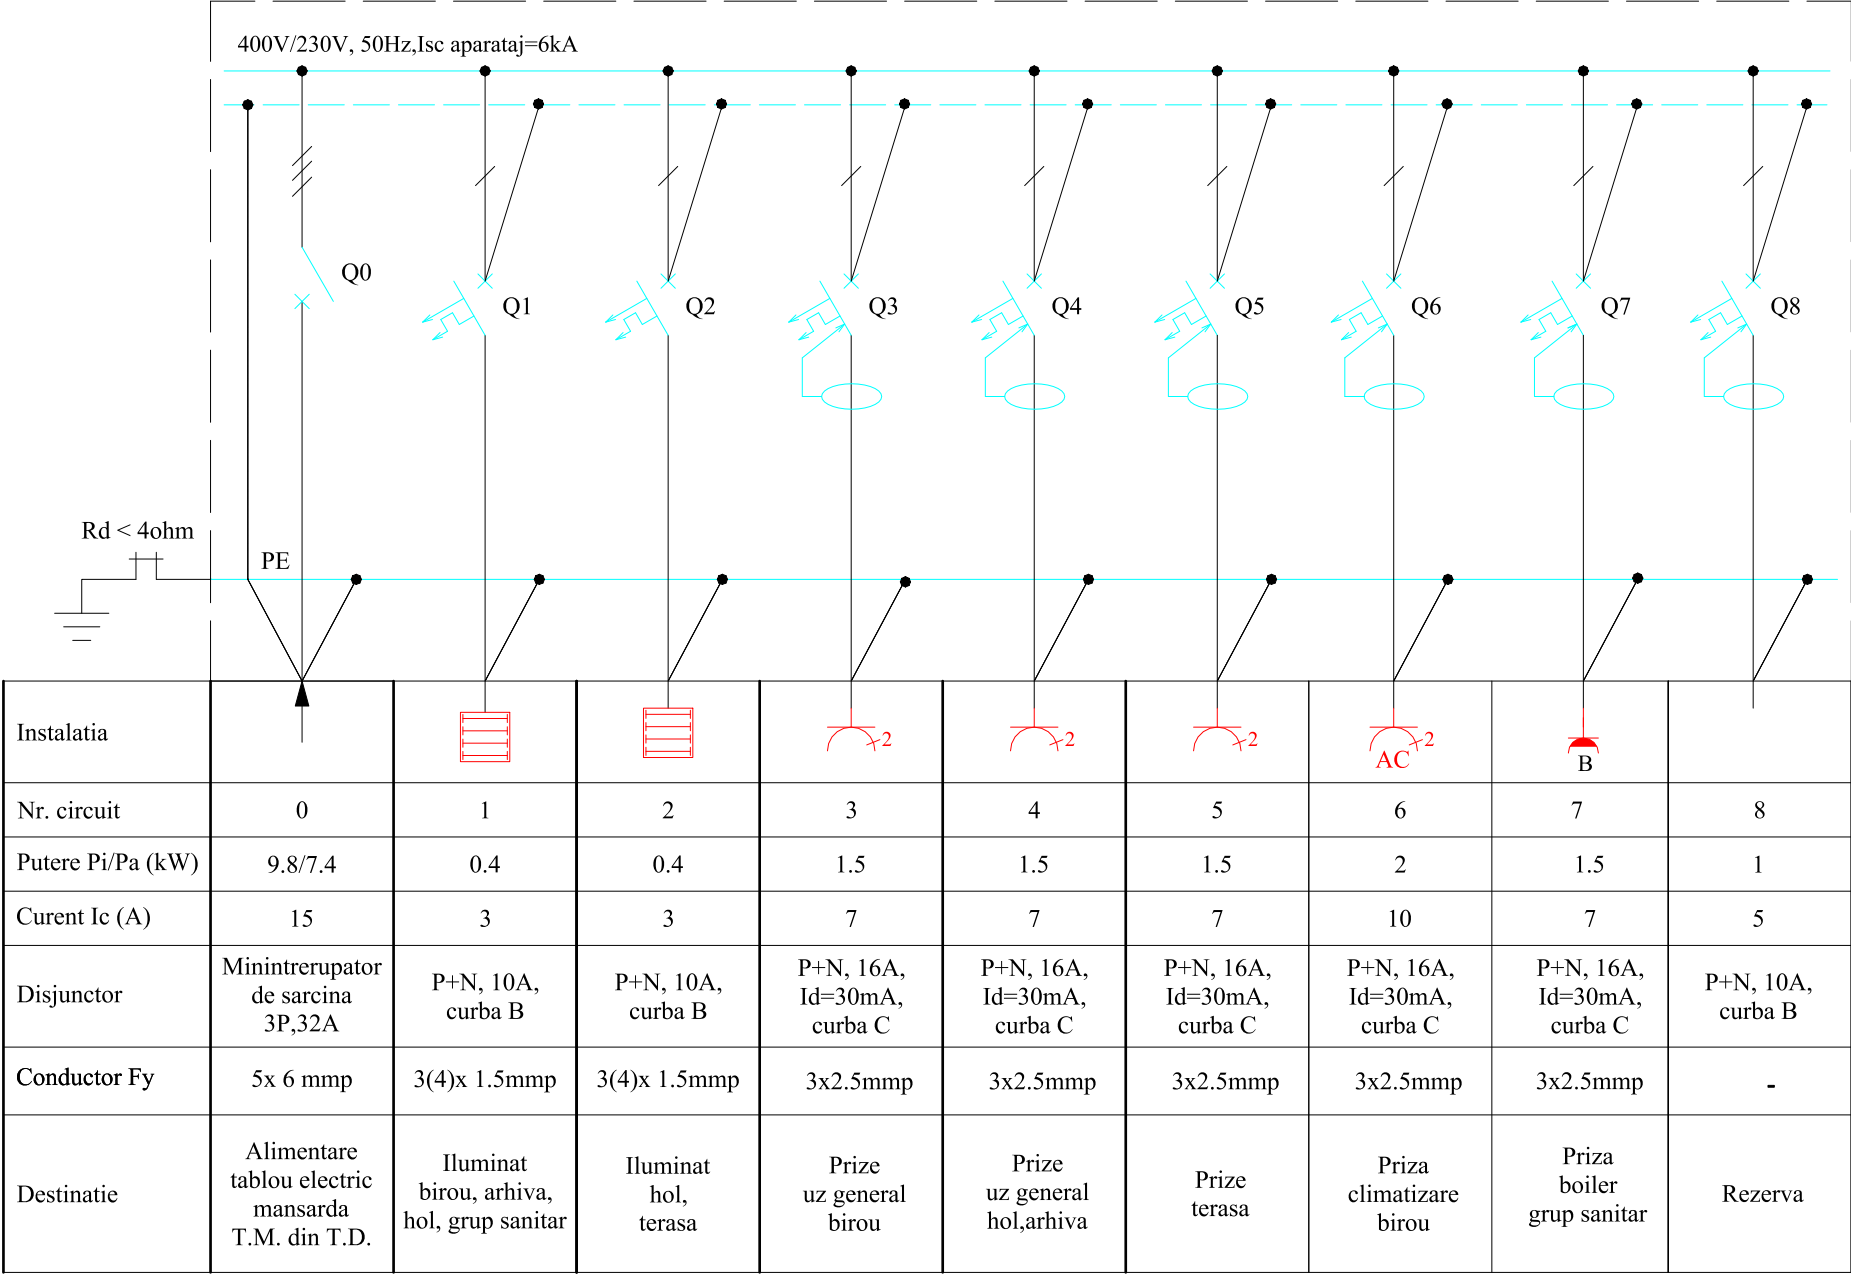 400V/230V, 50Hz,Isc aparataj=6kA
Q0
Q1
Q2
Q3
Q4
Q5
Q6
Q7
Q8
Rd < 4ohm
PE
Instalatia
2
2
2
2
AC
B
Nr. circuit
0
1
2
3
4
5
6
7
8
Putere Pi/Pa (kW)
9.8/7.4
0.4
0.4
1.5
1.5
1.5
2
1.5
1
Curent Ic (A)
15
3
3
7
7
7
10
7
5
Disjunctor
Minintrerupator
de sarcina
3P,32A
P+N, 10A,
curba B
P+N, 10A,
curba B
P+N, 16A,
Id=30mA,
curba C
P+N, 16A,
Id=30mA,
curba C
P+N, 16A,
Id=30mA,
curba C
P+N, 16A,
Id=30mA,
curba C
P+N, 16A,
Id=30mA,
curba C
P+N, 10A,
curba B
Conductor Fy
5x 6 mmp
3(4)x 1.5mmp
3(4)x 1.5mmp
3x2.5mmp
3x2.5mmp
3x2.5mmp
3x2.5mmp
3x2.5mmp
-
Destinatie
Alimentare
tablou electric
mansarda
T.M. din T.D.
Iluminat
birou, arhiva,
hol, grup sanitar
Iluminat
hol,
terasa
Prize
uz general
birou
Prize
uz general
hol,arhiva
Prize
terasa
Priza
climatizare
birou
Priza
boiler
grup sanitar
Rezerva